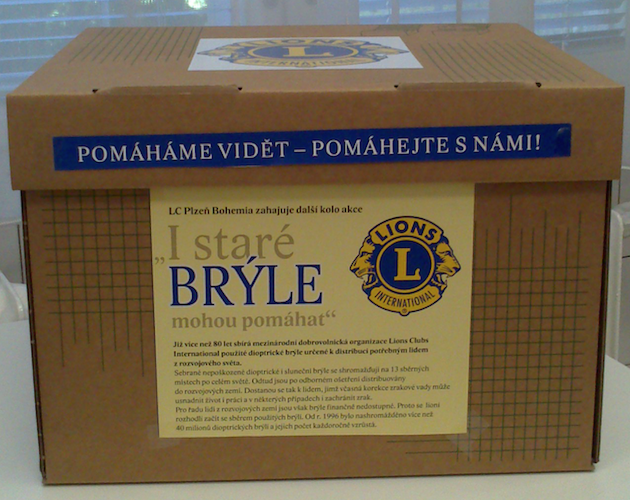 L
INTERNATIONAL
POMÁHÁME VIDĚT – POMÁHEJTE S NÁMI!
LC Plzeň Bohemia zahajuje další kolo akce
„I staré
BRÝLE
mohou pomáhat“
LIONS
L
INTERNATIONAL
Již více než 80 let sbírá mezinárodní dobrovolnická organizace Lions Clubs
International použité dioptrické brýle určené k distribuci potřebným lidem
z rozvojového světa.
Sebrané nepoškozené dioptrické i sluneční brýle se shromažďují na 13 sběrných
místech po celém světě. Odtud jsou po odborném ošetření distribuovány
do rozvojových zemí. Dostanou se tak k lidem, jimž včasná korekce zrakové vady může
usnadnit život i práci a v některých případech i zachránit zrak.
Pro řadu lidí z rozvojových zemí jsou však brýle finančně nedostupné. Proto se lioni
rozhodli začít se sběrem použitých brýlí. Od r. 1996 bylo nashromážděno více než
40 milionů dioptrických brýlí a jejich počet každoročně vzrůstá.